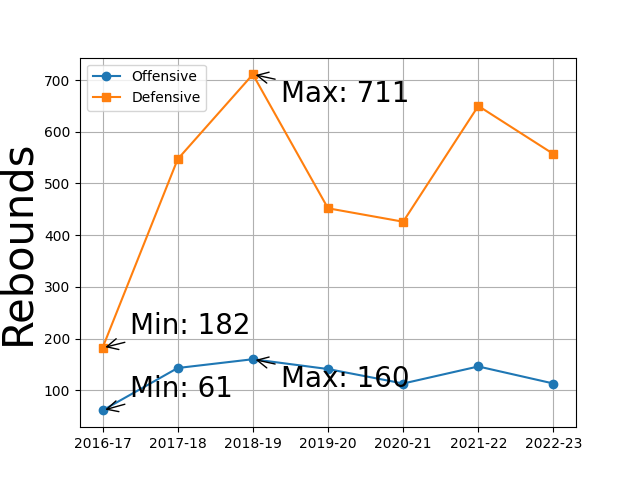 Offensive
Defensive
Rebounds
700
600
500
400
300
200
100
Max: 711
Min: 182
Max: 160
Min: 61
2016-17 2017-18 2018-19 2019-20 2020-21 2021-22 2022-23